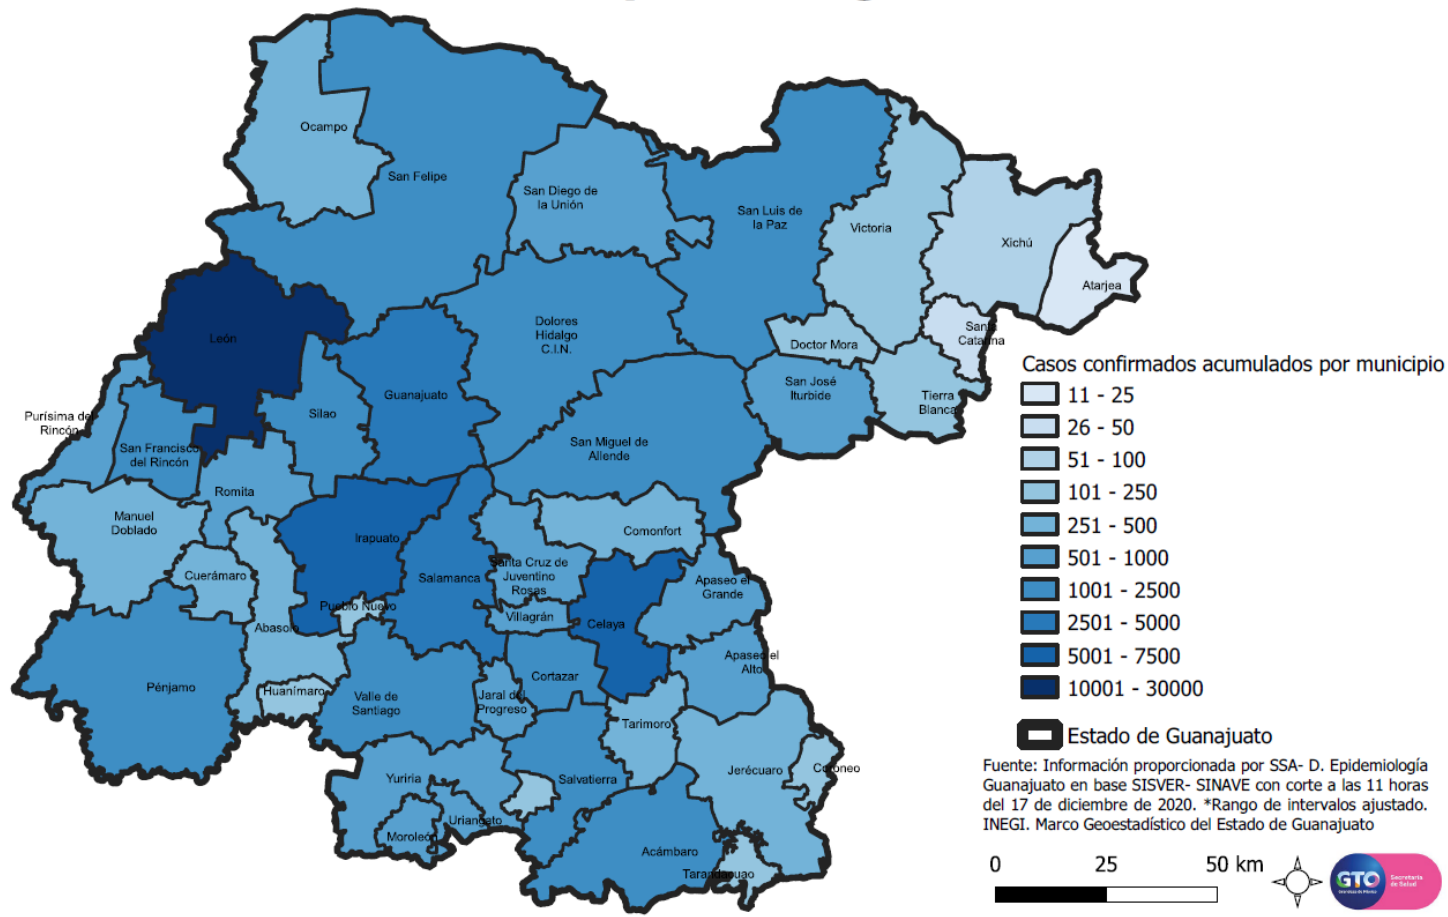 Ocampo
San Felipe
San Diego de
la Unión
San Luis de
la Paz
Victoria
Xichú
Atarjea
León
Dolores
Hidalgo
C.I.N.
Doctor Mora
Santa
Catarina
Guanajuato
Silao
San José
Iturbide
Tierra
Blanca
Purísima del
Rincón
San Francisco
del Rincón
San Miguel de
Allende
Romita
Manuel
Doblado
Irapuato
Comonfort
Cuerámaro
Salamanca
Santa Cruz de
Juventino
Rosas
Apaseo el
Grande
Pueblo Nuevo
Villagrán
Celaya
Abasolo
Apaseo el
Alto
Pénjamo
Huanímaro
Valle de
Santiago
Jaral del
Progreso
Cortazar
Tarimoro
Yuriria
Salvatierra
Jerécuaro
Coroneo
Uriangato
Moroleón
Acámbaro
Tarandacuao
Casos confirmados acumulados por municipio
11 - 25
26 - 50
51 - 100
101 - 250
251 - 500
501 - 1000
1001 - 2500
2501 - 5000
5001 - 7500
10001 - 30000
Estado de Guanajuato
Fuente: Información proporcionada por SSA- D. Epidemiología
Guanajuato en base SISVER- SINAVE con corte a las 11 horas
del 17 de diciembre de 2020. *Rango de intervalos ajustado.
INEGI. Marco Geoestadístico del Estado de Guanajuato
0 25 50 km
GTO
Secretaría
de Salud